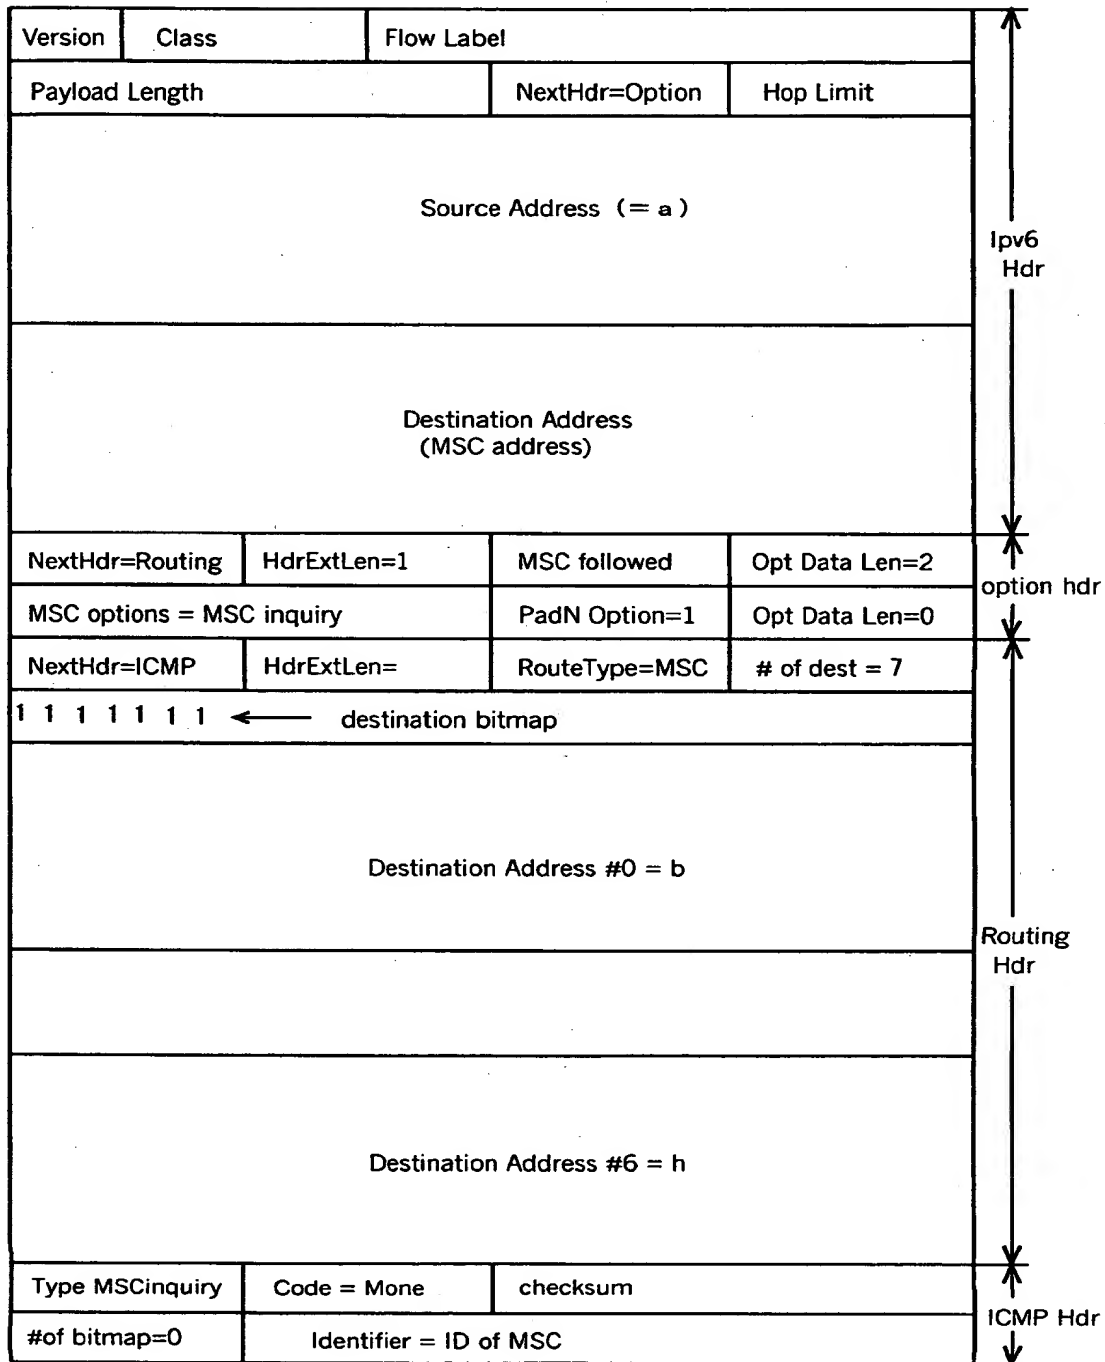 Version Class Flow Label
Payload Length NextHdr=Option Hop Limit
Source Address (= a)
Ipv6
Hdr
Destination Address
(MSC address)
NextHdr=Routing HdrExtLen=1 MSC followed Opt Data Len=2
option hdr
MSC options = MSC inquiry PadN Option=1 Opt Data Len=0
NextHdr=ICMP HdrExtLen= RouteType=MSC # of dest = 7
1 1 1 1 1 1 1 ← destination bitmap
Destination Address #0 = b
Routing
Hdr
Destination Address #6 = h
Type MSCinquiry Code = Mone checksum
ICMP Hdr
#of bitmap=0 Identifier = ID of MSC